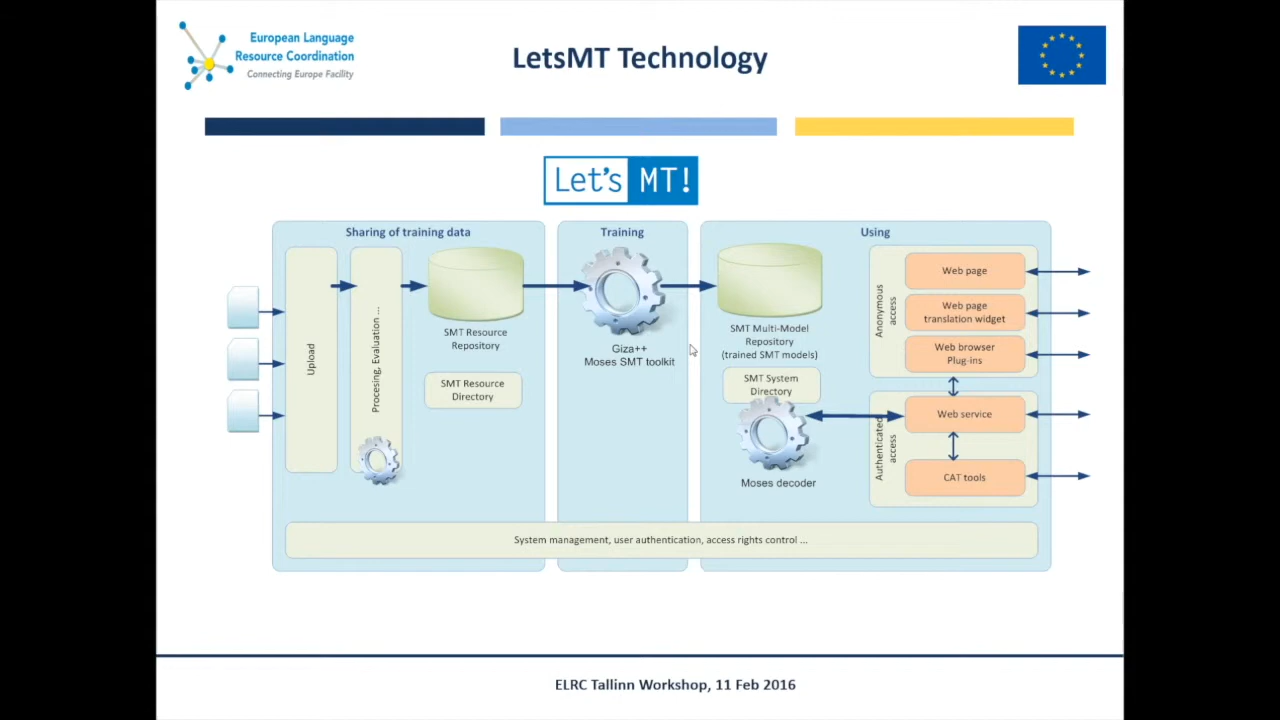 European Language
Resource Coordination
Connecting Europe Facility
LetsMT Technology
Let's MT!
Sharing of training data
Training
Using
Upload
Procesing, Evaluation ...
SMT Resource
Repository
SMT Resource
Directory
Giza++
Moses SMT toolkit
SMT Multi-Model
Repository
(trained SMT models)
SMT System
Directory
Moses decoder
Anonymous
access
Web page
Web page
translation widget
Web browser
Plug-ins
Authenticated
access
Web service
CAT tools
System management, user authentication, access rights control ...
ELRC Tallinn Workshop, 11 Feb 2016